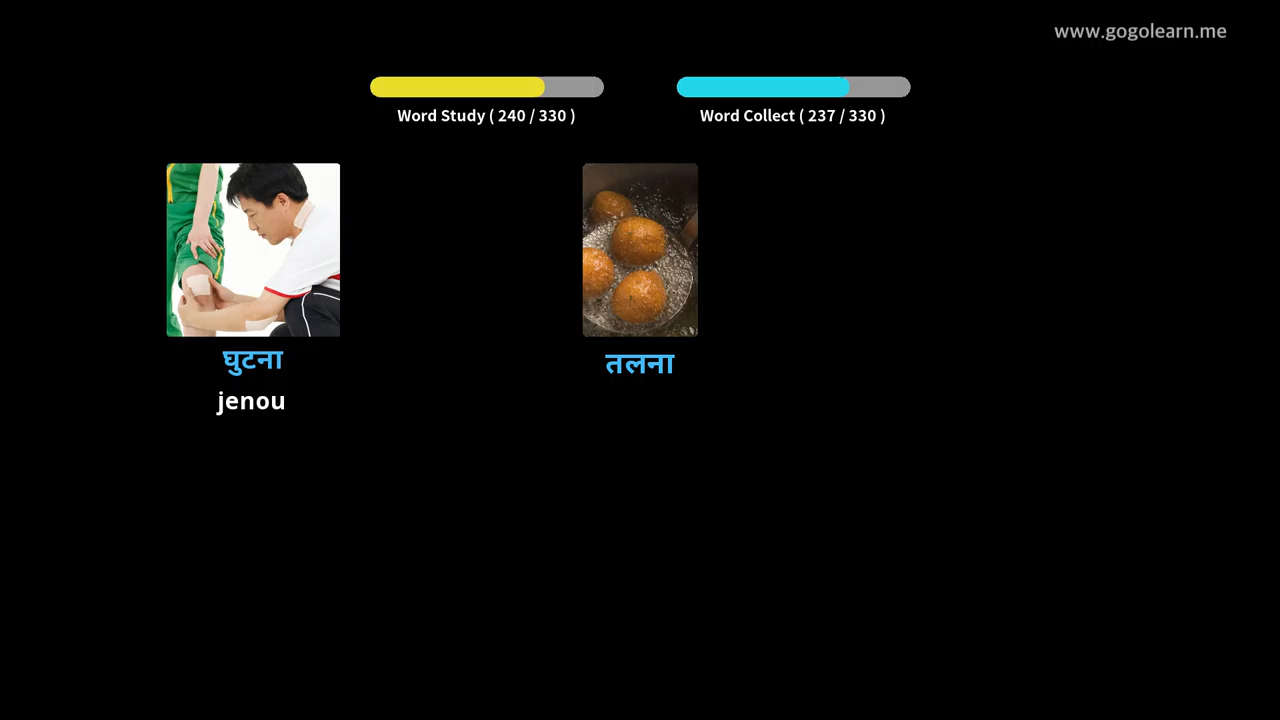 www.gogolearn.me
Word Study ( 240 / 330 )
Word Collect ( 237 / 330 )
घुटना
jenou
तलना